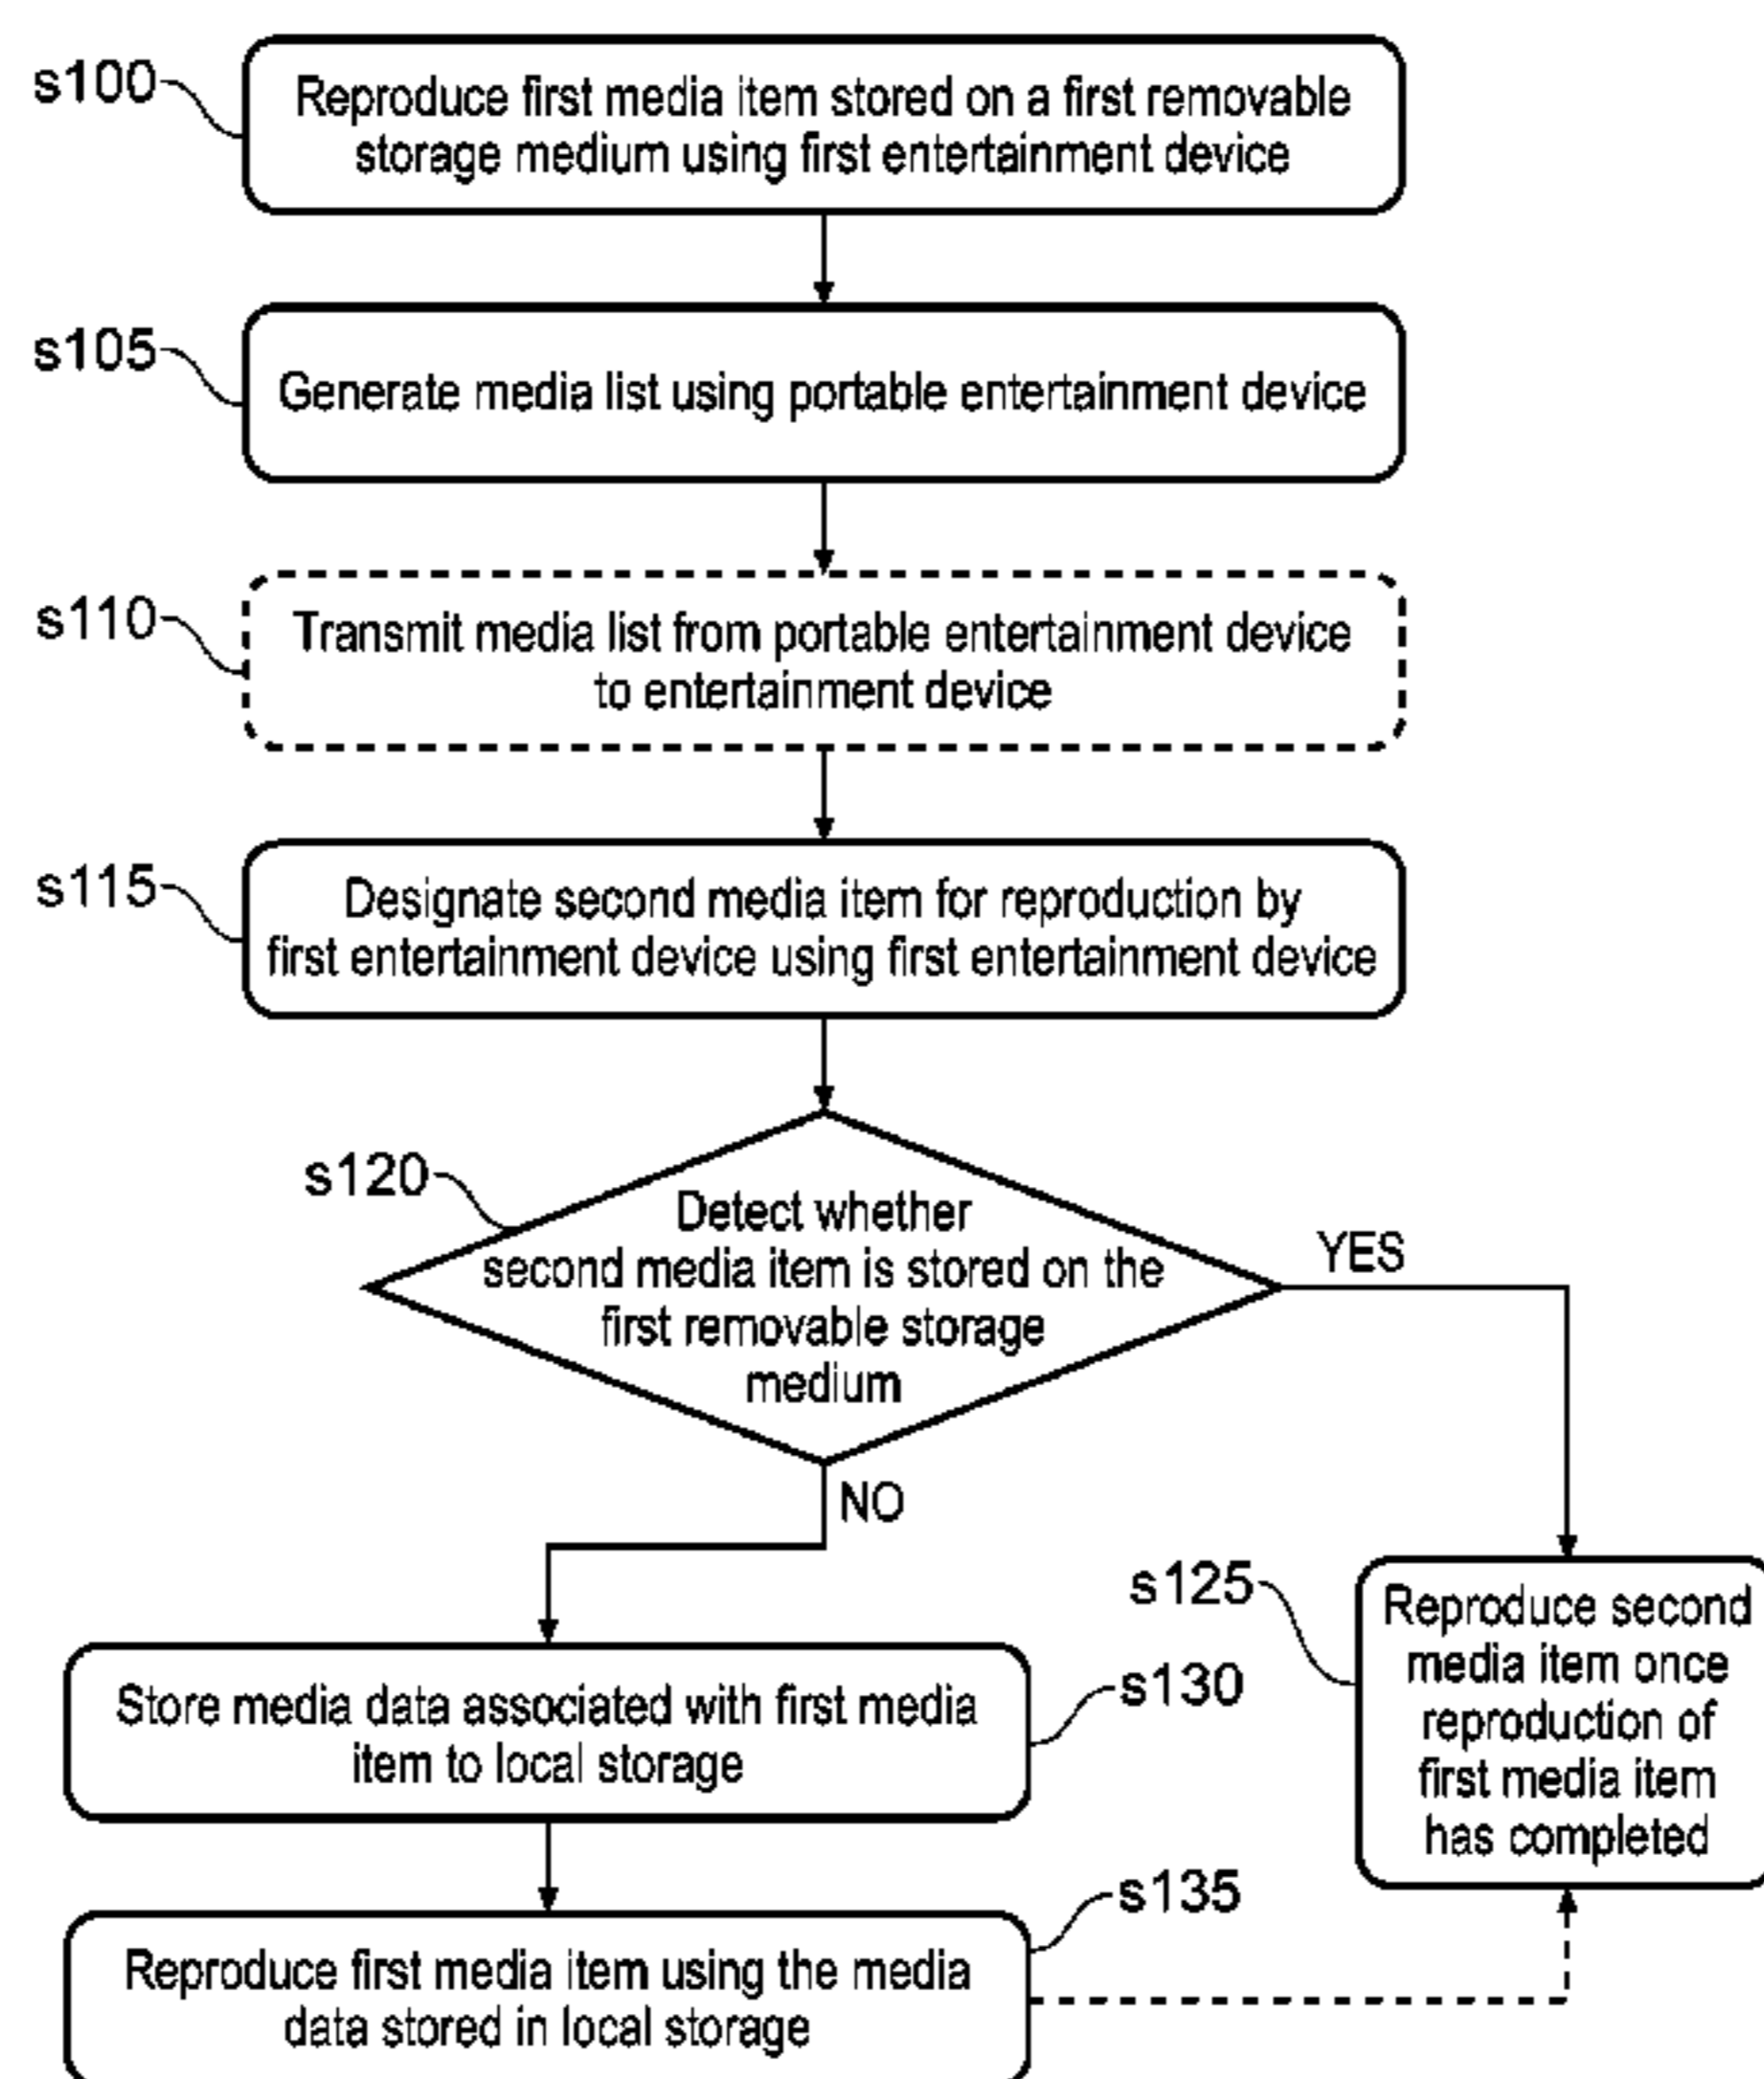 s100
Reproduce first media item stored on a first removable
storage medium using first entertainment device
s105
Generate media list using portable entertainment device
s110
Transmit media list from portable entertainment device
to entertainment device
s115
Designate second media item for reproduction by
first entertainment device using first entertainment device
s120
Detect whether
second media item is stored on the
first removable storage
medium
YES
NO
s125
Reproduce second
media item once
reproduction of
first media item
has completed
s130
Store media data associated with first media
item to local storage
s135
Reproduce first media item using the media
data stored in local storage